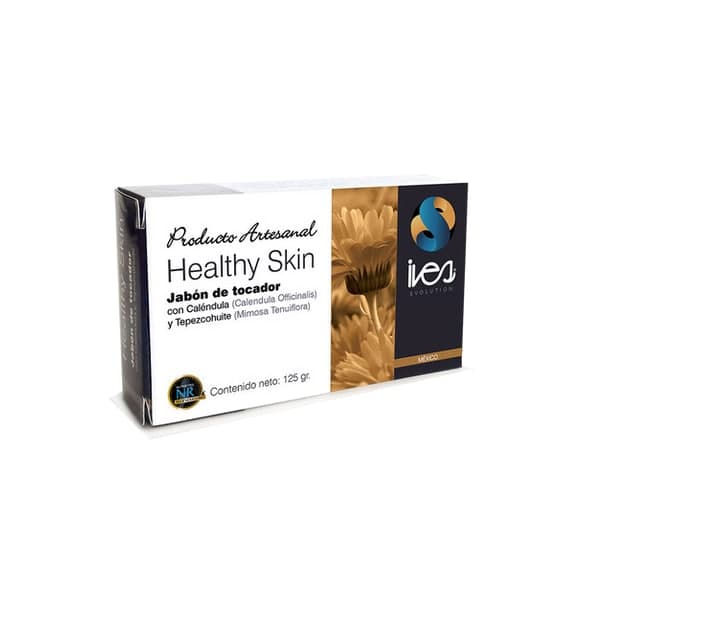 Producto Artesanal
Healthy Skin
Jabón de tocador
con Caléndula (Calendula Officinalis)
y Tepezcohuite (Mimosa Tenuiflora)
NR
Contenido neto: 125 gr.
ives
EVOLUTION
MÉXICO
Healthy Skin
Jabón de tocador